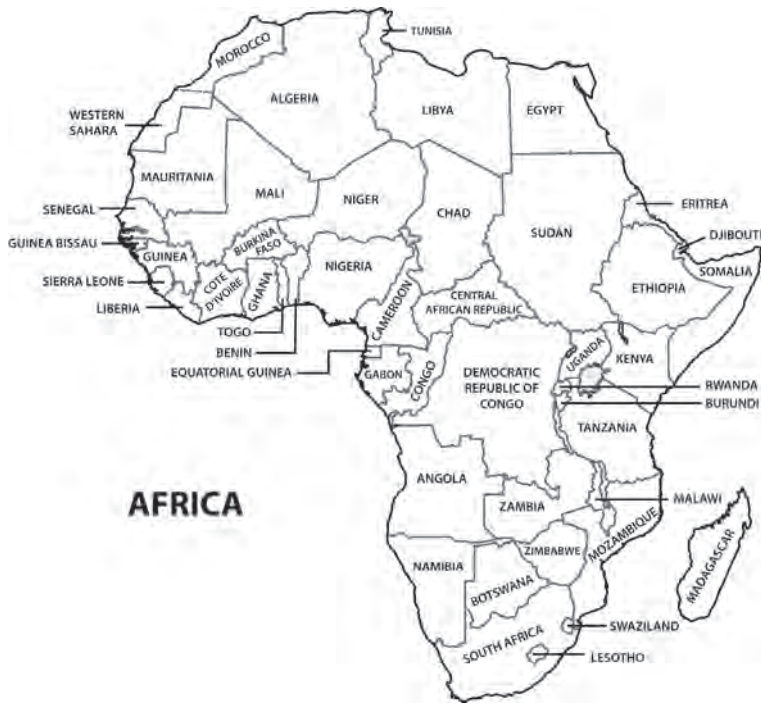 TUNISIA
MOROCCO
ALGERIA
LIBYA
EGYPT
WESTERN
SAHARA
MAURITANIA
MALI
NIGER
CHAD
SUDAN
ERITREA
SENEGAL
DJIBOUTI
GUINEA BISSAU
GUINEA
BURKINA
FASO
NIGERIA
SOMALIA
ETHIOPIA
SIERRA LEONE
COTE
D'IVOIRE
GHANA
CENTRAL
AFRICAN REPUBLIC
LIBERIA
CAMEROON
TOGO
BENIN
EQUATORIAL GUINEA
GABON
CONGO
DEMOCRATIC
REPUBLIC OF
CONGO
UGANDA
KENYA
RWANDA
BURUNDI
TANZANIA
ANGOLA
ZAMBIA
MALAWI
AFRICA
MOZAMBIQUE
ZIMBABWE
NAMIBIA
BOTSWANA
MADAGASCAR
SWAZILAND
SOUTH AFRICA
LESOTHO